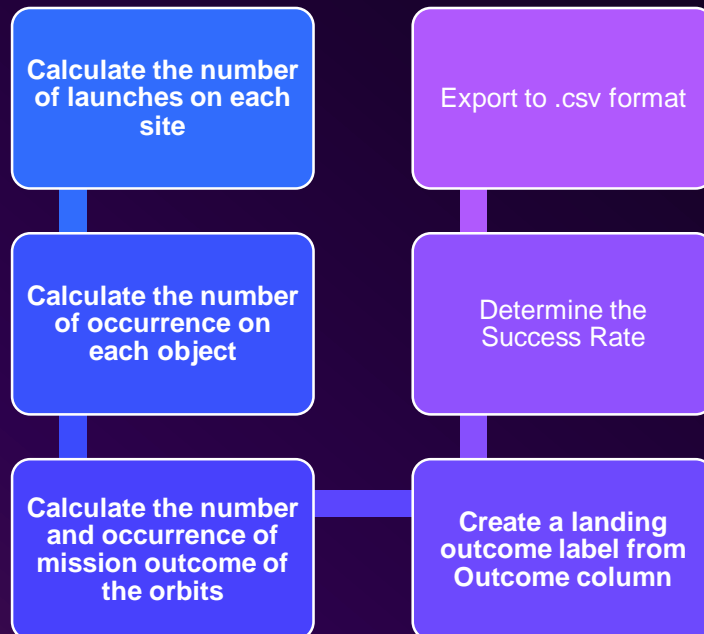 Calculate the number
of launches on each
site
Calculate the number
of occurrence on
each object
Calculate the number
and occurrence of
mission outcome of
the orbits
Create a landing
outcome label from
Outcome column
Determine the
Success Rate
Export to .csv format